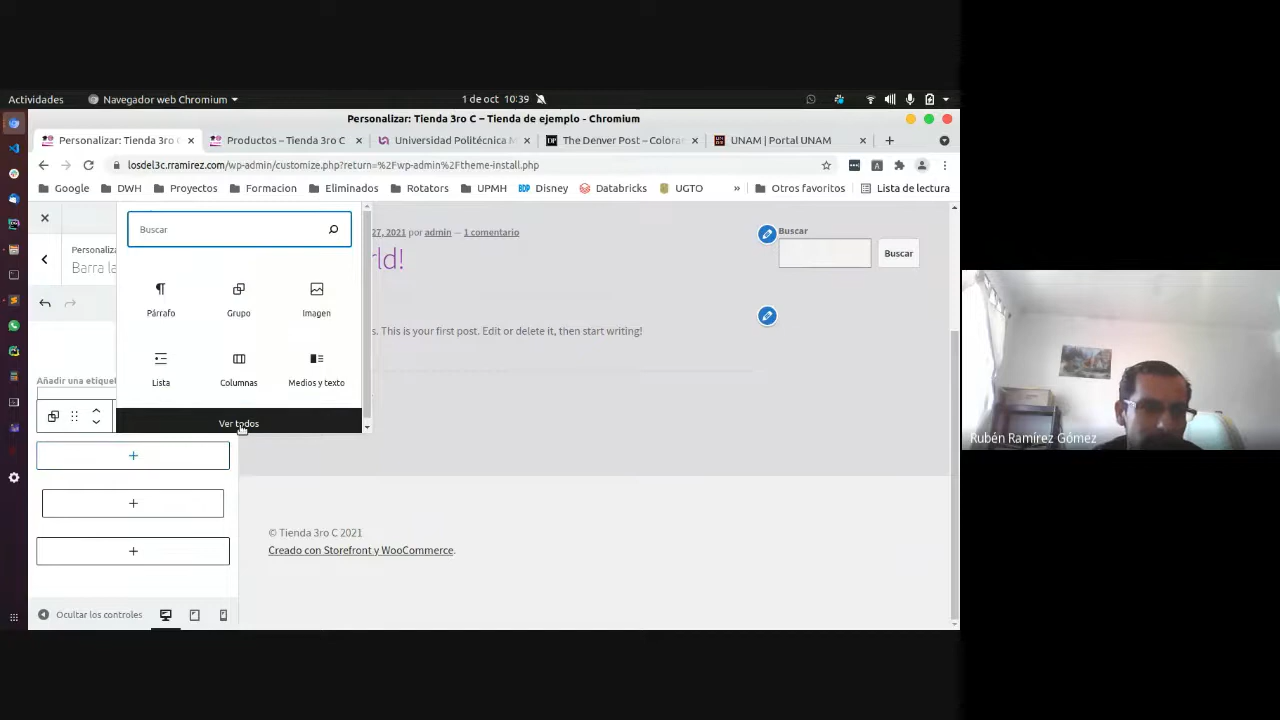 Actividades
Navegador web Chromium
1 de oct 10:39
Personalizar: Tienda 3ro C – Tienda de ejemplo - Chromium
Personalizar: Tienda 3ro
Productos – Tienda 3ro C
Universidad Politécnica
The Denver Post – Colora
UNAM | Portal UNAM
losdel3c.rramirez.com/wp-admin/customize.php?return=%2Fwp-admin%2Ftheme-install.php
Google
DWH
Proyectos
Formacion
Eliminados
Rotators
UPMH
Disney
Databricks
UGTO
»
Otros favoritos
Lista de lectura
Personaliza
Barra la
Buscar
Párrafo
Grupo
Imagen
Lista
Columnas
Medios y texto
Ver todos
Añadir una etiquet
27, 2021 por admin — 1 comentario
rld!
s. This is your first post. Edit or delete it, then start writing!
Buscar
Buscar
© Tienda 3ro C 2021
Creado con Storefront y WooCommerce.
Ocultar los controles
Rubén Ramírez Gómez